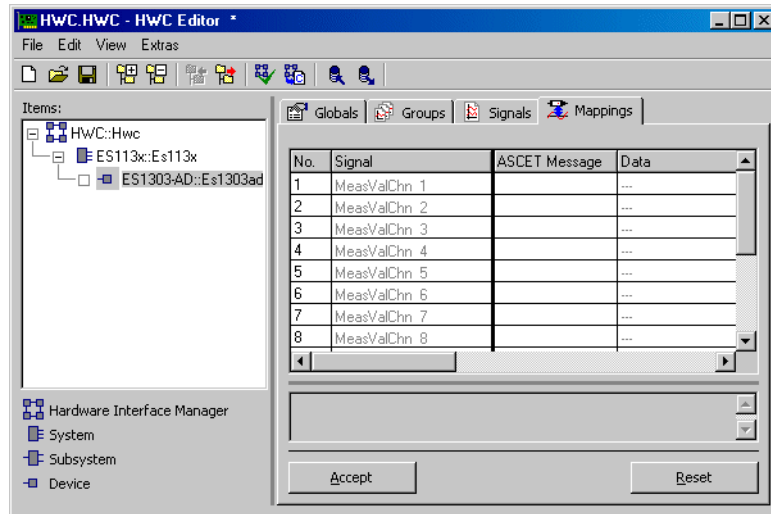 HWC.HWC - HWC Editor *
File Edit View Extras
Items:
HWC::Hwc
ES113x::Es113x
ES1303-AD::Es1303ad
Hardware Interface Manager
System
Subsystem
Device
Globals Groups Signals Mappings
No. Signal ASCET Message Data
1 MeasValChn 1 ---
2 MeasValChn 2 ---
3 MeasValChn 3 ---
4 MeasValChn 4 ---
5 MeasValChn 5 ---
6 MeasValChn 6 ---
7 MeasValChn 7 ---
8 MeasValChn 8 ---
Accept Reset